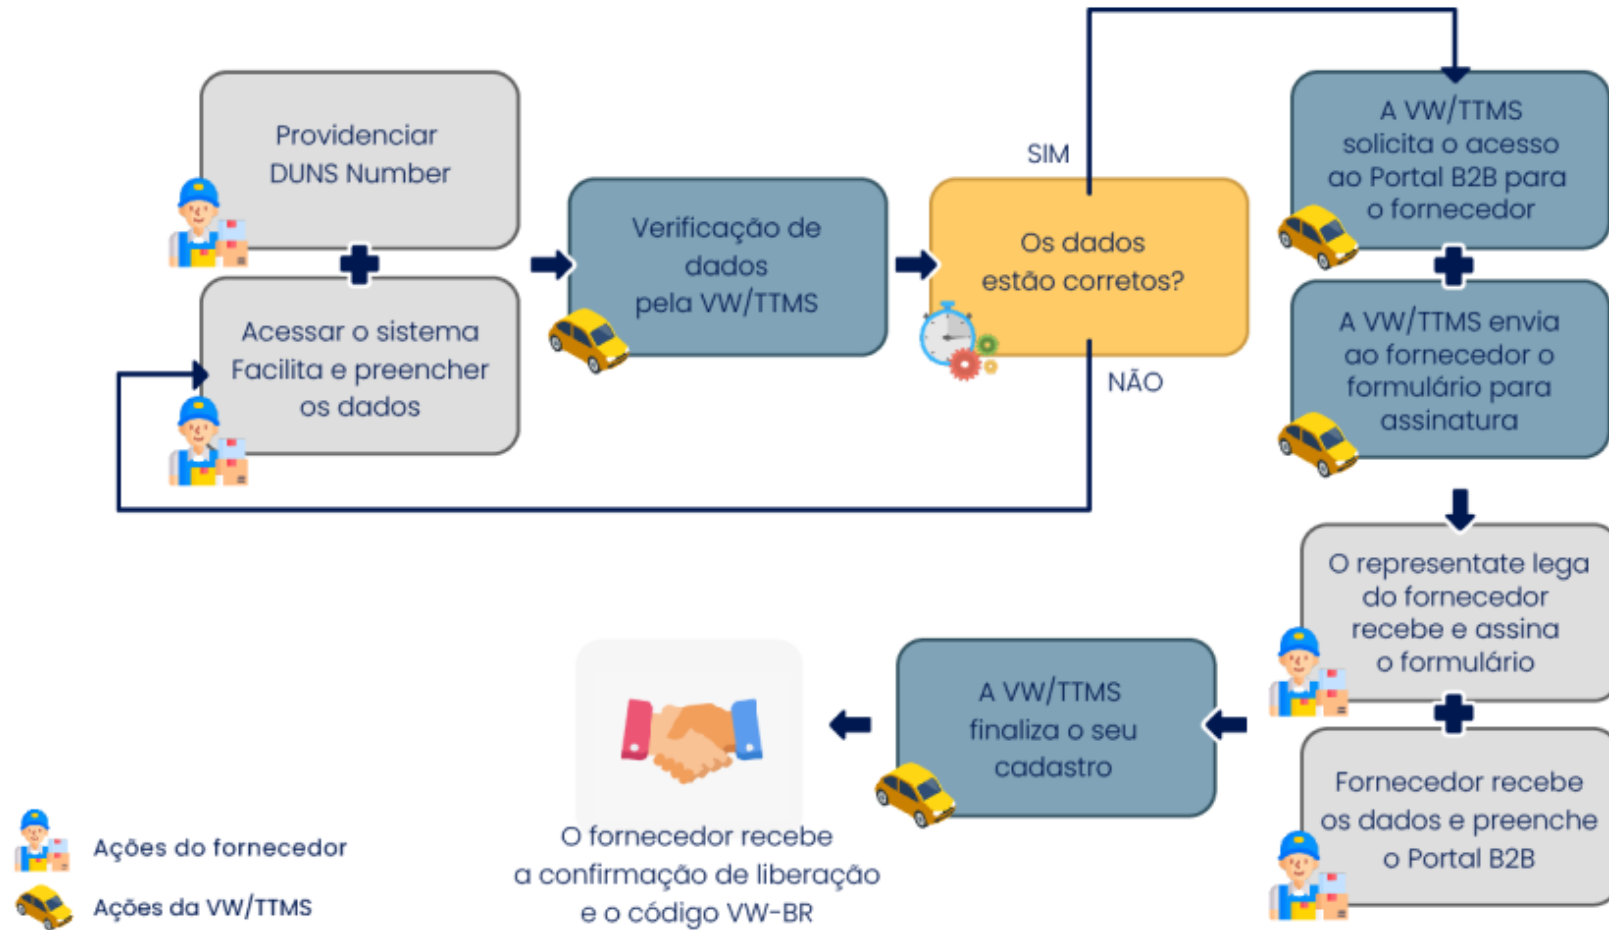 Providenciar
DUNS Number
Acessar o sistema
Facilita e preencher
os dados
Verificação de
dados
pela VW/TTMS
Os dados
estão corretos?
SIM
NÃO
A VW/TTMS
solicita o acesso
ao Portal B2B para
o fornecedor
A VW/TTMS envia
ao fornecedor o
formulário para
assinatura
O representate lega
do fornecedor
recebe e assina
o formulário
Fornecedor recebe
os dados e preenche
o Portal B2B
A VW/TTMS
finaliza o seu
cadastro
O fornecedor recebe
a confirmação de liberação
e o código VW-BR
Ações do fornecedor
Ações da VW/TTMS